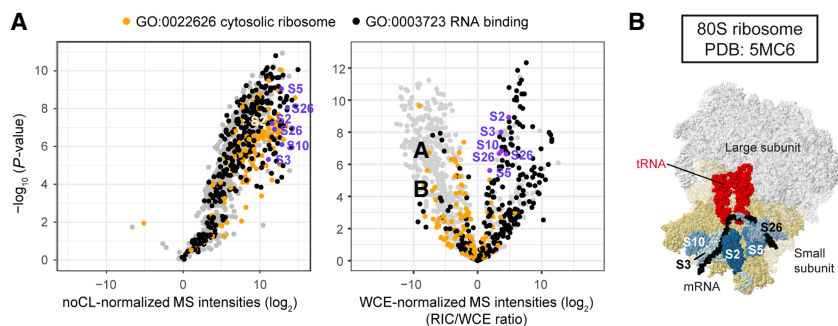 A
GO:0022626 cytosolic ribosome
GO:0003723 RNA binding
−log10 (P-value)
10
8
6
4
2
0
−10
0
10
S5
S26
S2
S26
S10
S3
noCL-normalized MS intensities (log2)
12
10
8
6
4
2
0
−10
0
10
A
B
S2
S3
S10
S26
S26
S5
WCE-normalized MS intensities (log2)
(RIC/WCE ratio)
B
80S ribosome
PDB: 5MC6
Large subunit
tRNA
S26
S10
S5
S2
S3
Small
subunit
mRNA